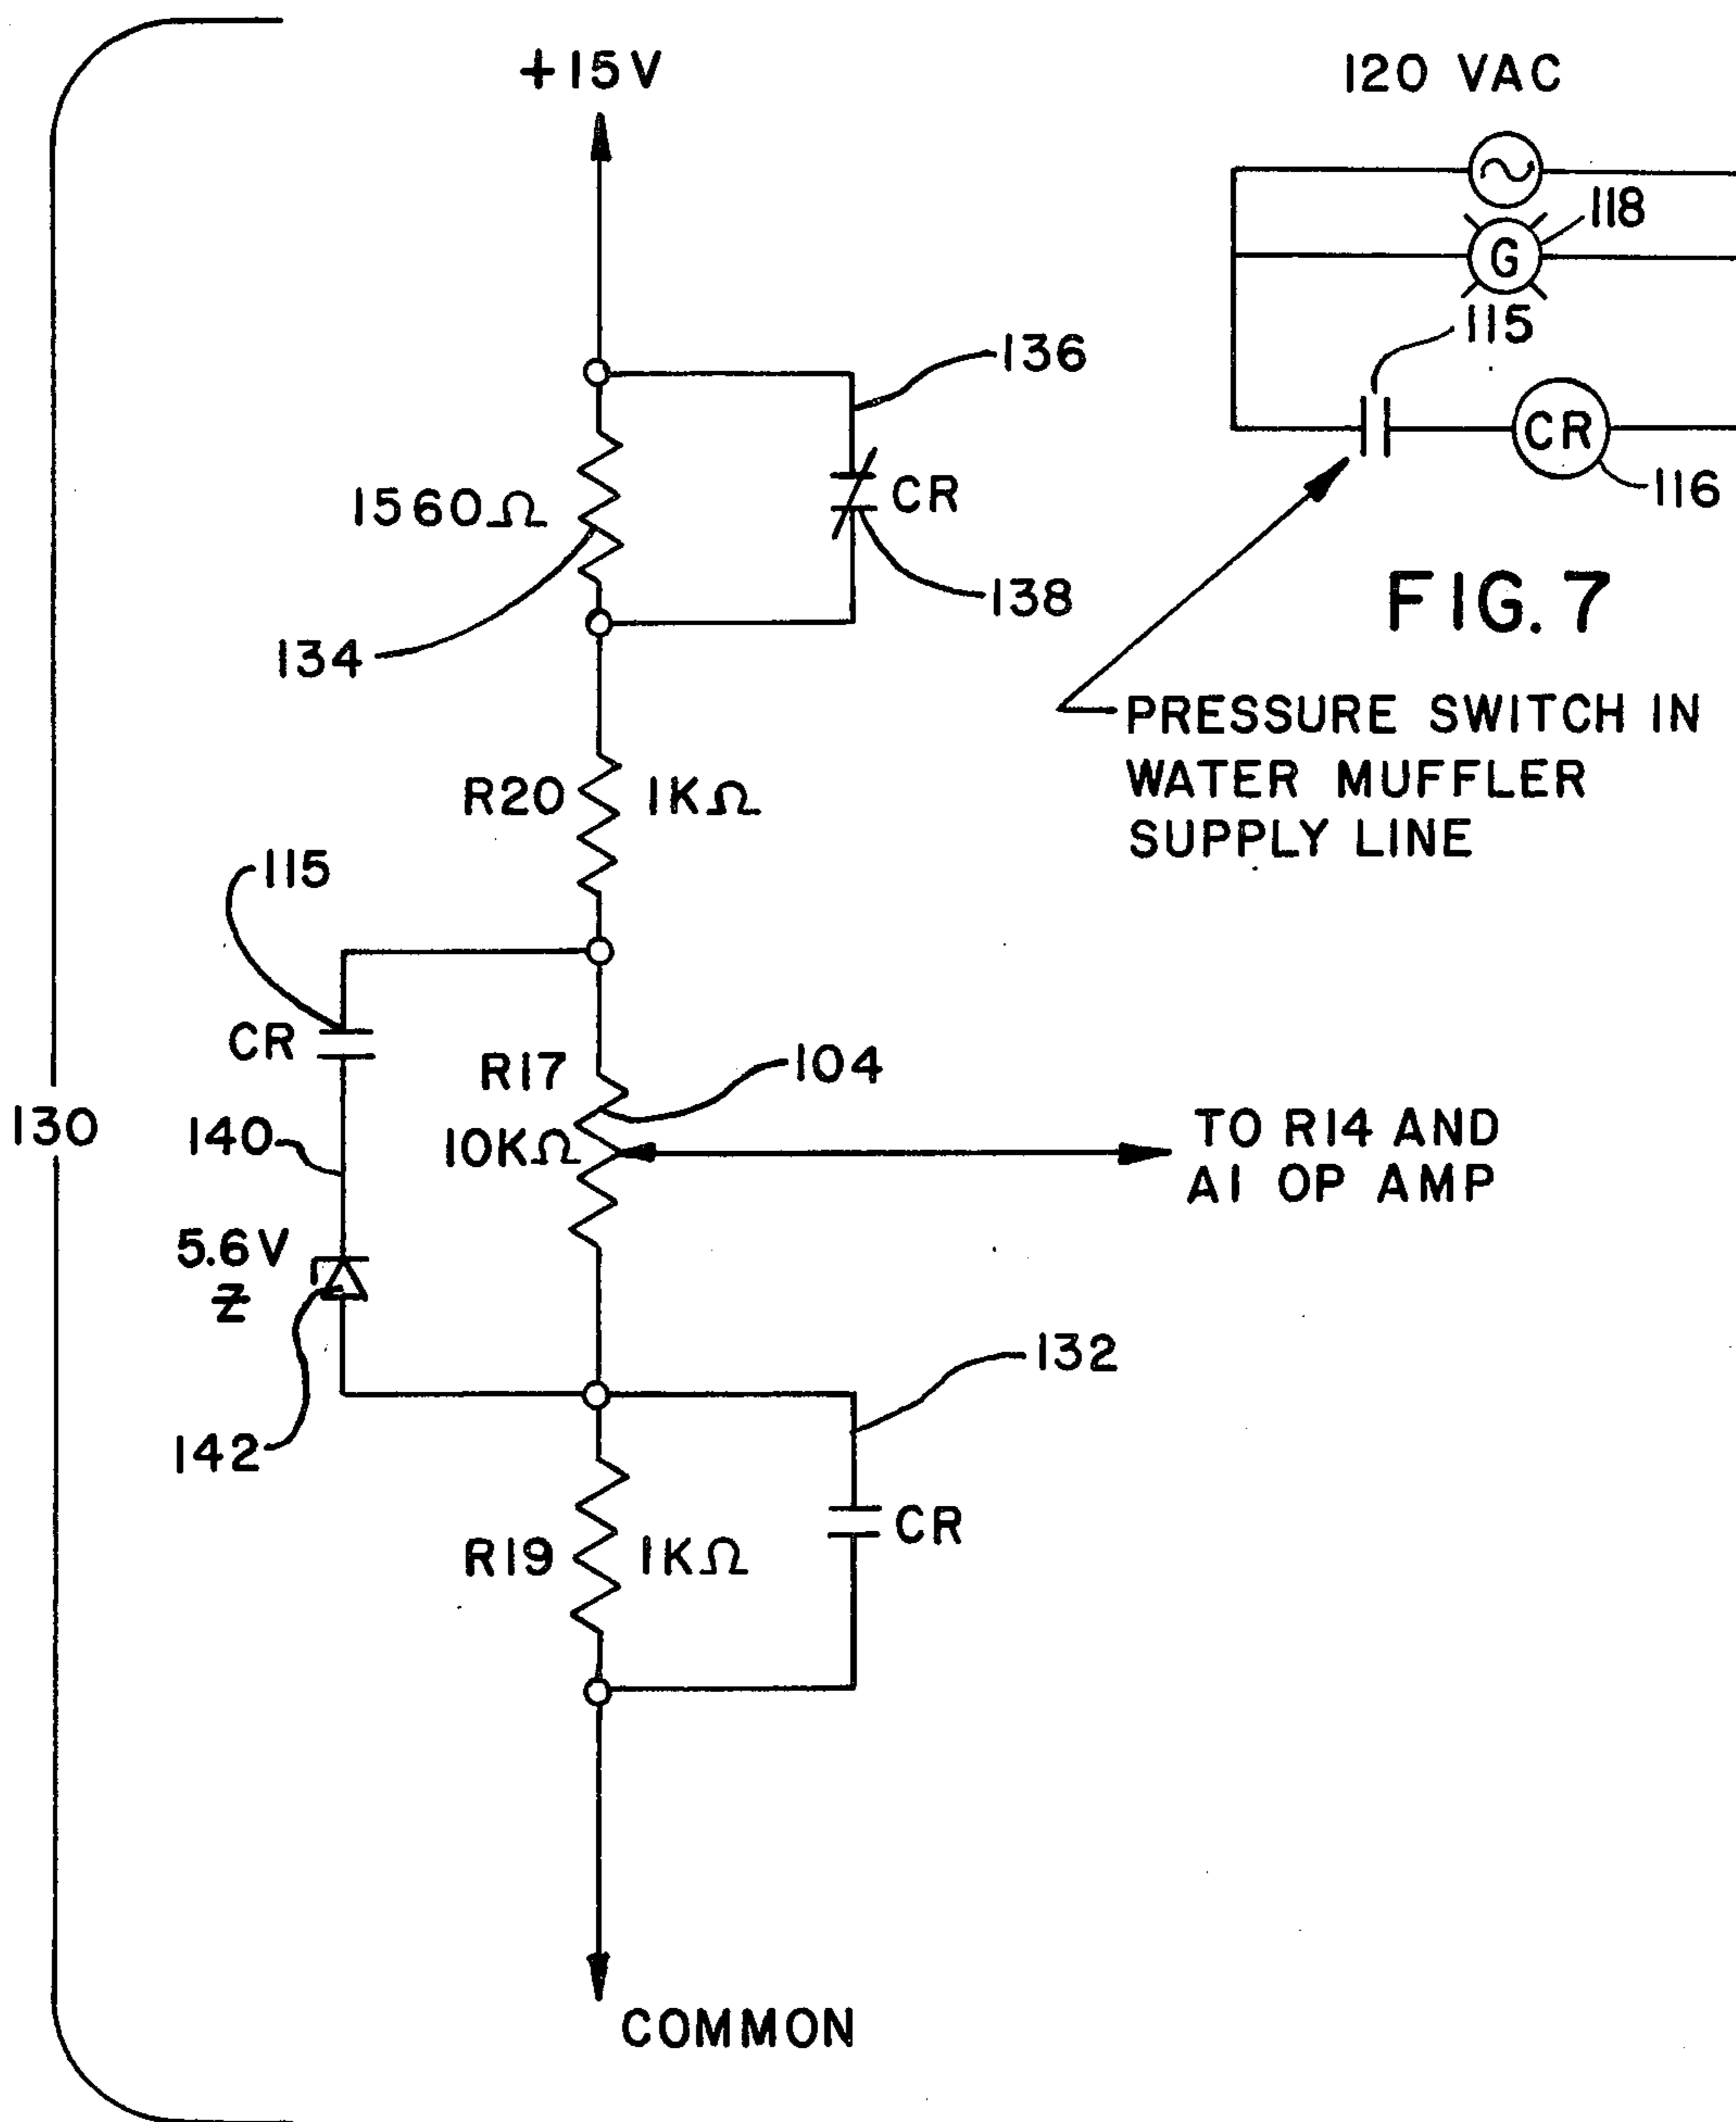 +15V
120 VAC
118
G
115
136
CR
CR
116
1560Ω
138
134
FIG. 7
PRESSURE SWITCH IN
WATER MUFFLER
SUPPLY LINE
R20
1KΩ
115
CR
R17
104
130
140
10KΩ
TO R14 AND
A1 OP AMP
5.6V
Z
132
142
CR
R19
1KΩ
COMMON